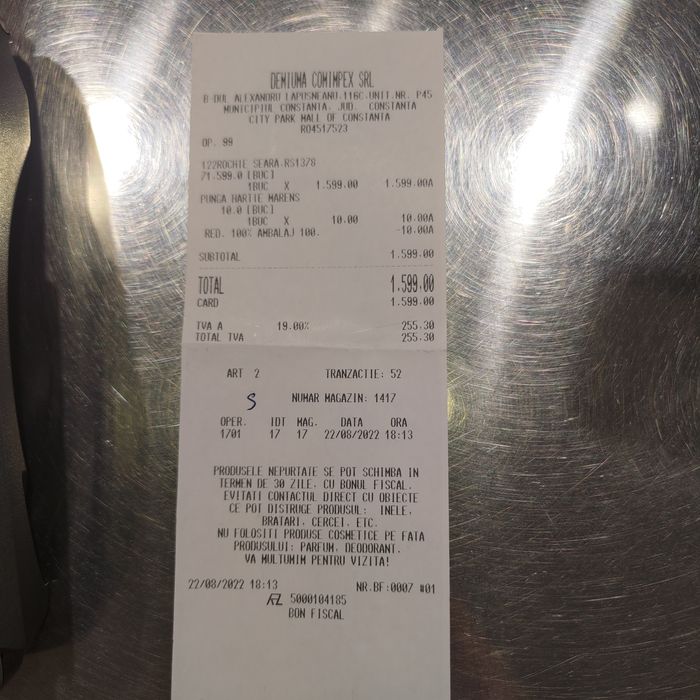 DEMIUMA COMIMPEX SRL
B-DUL ALEXANDRU LAPUSNEANU,116C,UNIT.NR. P45
MUNICIPIUL CONSTANTA, JUD. CONSTANTA
CITY PARK MALL OF CONSTANTA
RO4517523
OP. 99
122ROCHIE SEARA.RS1378
71.599.0 [BUC]
1BUC X 1.599.00 1.599.00A
PUNGA HARTIE MARENS
10.0 [BUC]
1BUC X 10.00 10.00A
RED. 100% AMBALAJ 100. -10.00A
SUBTOTAL 1.599.00
TOTAL 1.599.00
CARD 1.599.00
TVA A 19.00% 255.30
TOTAL TVA 255.30
ART 2 TRANZACTIE: 52
S NUMAR MAGAZIN: 1417
OPER. IDT MAG. DATA ORA
1701 17 17 22/08/2022 18:13
PRODUSELE NEPURTATE SE POT SCHIMBA IN
TERMEN DE 30 ZILE, CU BONUL FISCAL.
EVITATI CONTACTUL DIRECT CU OBIECTE
CE POT DISTRUGE PRODUSUL: INELE,
BRATARI, CERCEI, ETC.
NU FOLOSITI PRODUSE COSMETICE PE FATA
PRODUSULUI: PARFUM, DEODORANT.
VA MULTUMIM PENTRU VIZITA!
22/08/2022 18:13 NR.BF:0007 #01
5000104185
BON FISCAL